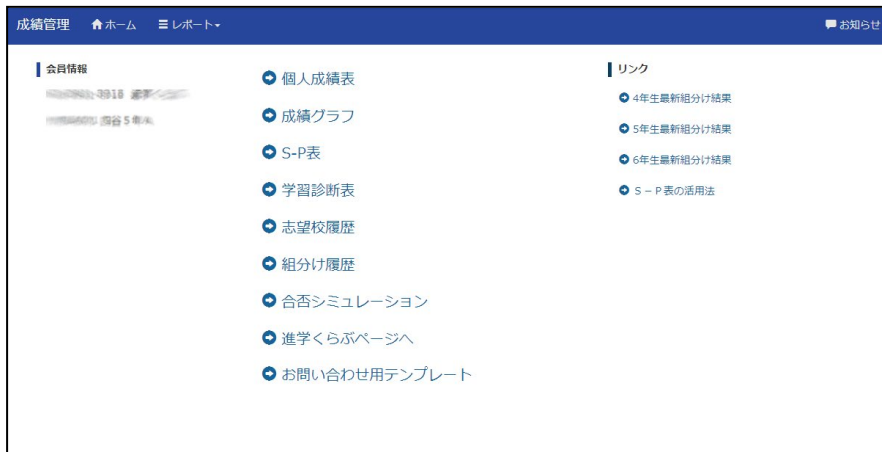 成績管理 ホーム レポート お知らせ
会員情報
個人成績表
成績グラフ
S-P表
学習診断表
志望校履歴
組分け履歴
合否シミュレーション
進学くらぶページへ
お問い合わせ用テンプレート
リンク
4年生最新組分け結果
5年生最新組分け結果
6年生最新組分け結果
S－P表の活用法